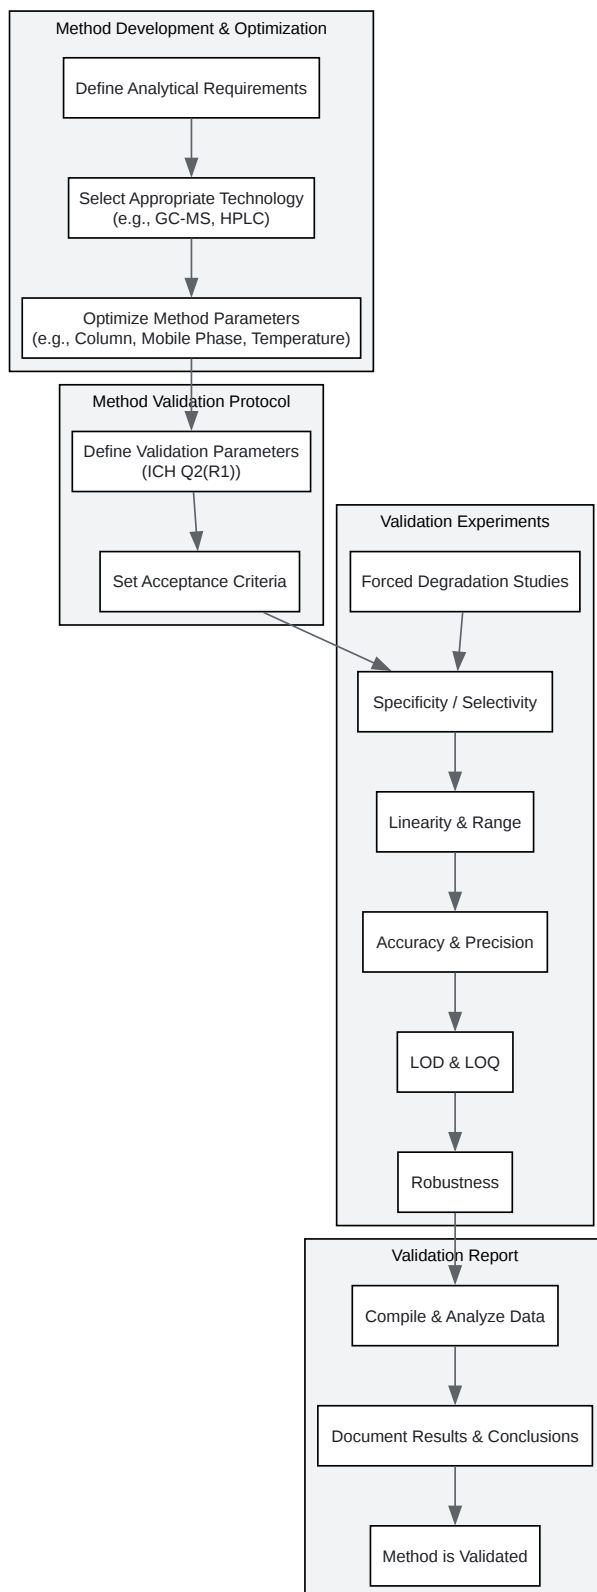 Method Development & Optimization
Define Analytical Requirements
Select Appropriate Technology
(e.g., GC-MS, HPLC)
Optimize Method Parameters
(e.g., Column, Mobile Phase, Temperature)
Method Validation Protocol
Define Validation Parameters
(ICH Q2(R1))
Set Acceptance Criteria
Validation Experiments
Forced Degradation Studies
Specificity / Selectivity
Linearity & Range
Accuracy & Precision
LOD & LOQ
Robustness
Validation Report
Compile & Analyze Data
Document Results & Conclusions
Method is Validated